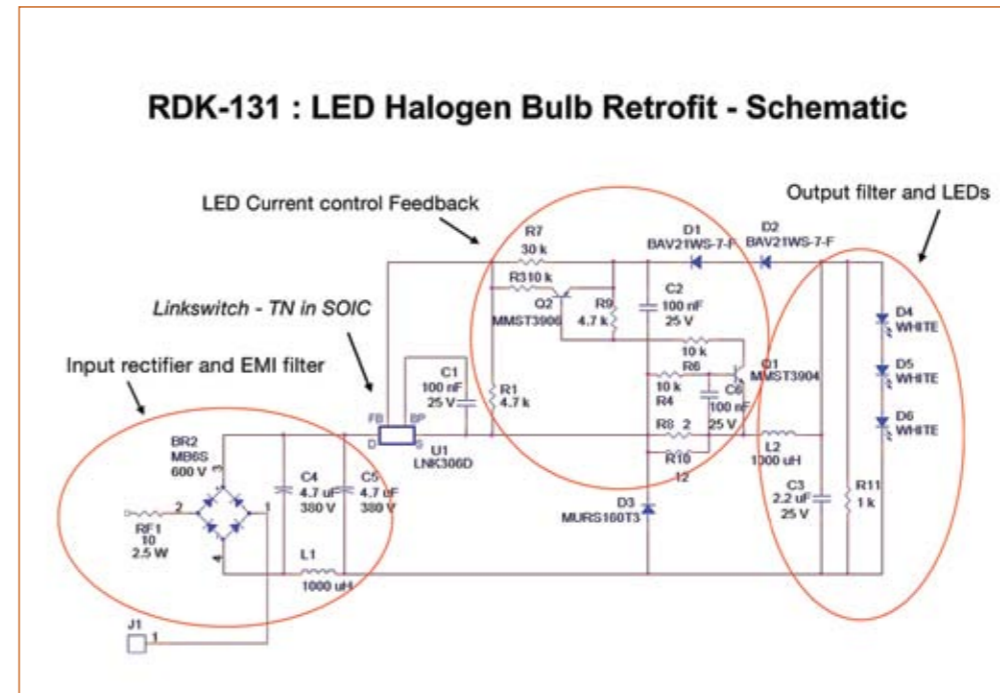 RDK-131 : LED Halogen Bulb Retrofit - Schematic
Output filter and LEDs
LED Current control Feedback
D1
BAV21WS-7-F
D2
BAV21WS-7-F
R7
30 k
R3 10 k
Q2
MMST3906
R9
4.7 k
C2
100 nF
25 V
Linkswitch - TN in SOIC
Input rectifier and EMI filter
C1
100 nF
25 V
R1
4.7 k
10 k
R6
Q1
MMST3904
10 k
R4
C6
100 nF
25 V
R8 2
R10
12
D4
WHITE
D5
WHITE
D6
WHITE
FB
BP
D
S
U1
LNK306D
BR2
MB6S
600 V
3
2
1
4
C4
4.7 uF
380 V
C5
4.7 uF
380 V
RF1
10
2.5 W
L1
1000 uH
D3
MURS160T3
L2
1000 uH
C3
2.2 uF
25 V
R11
1 k
J1
1